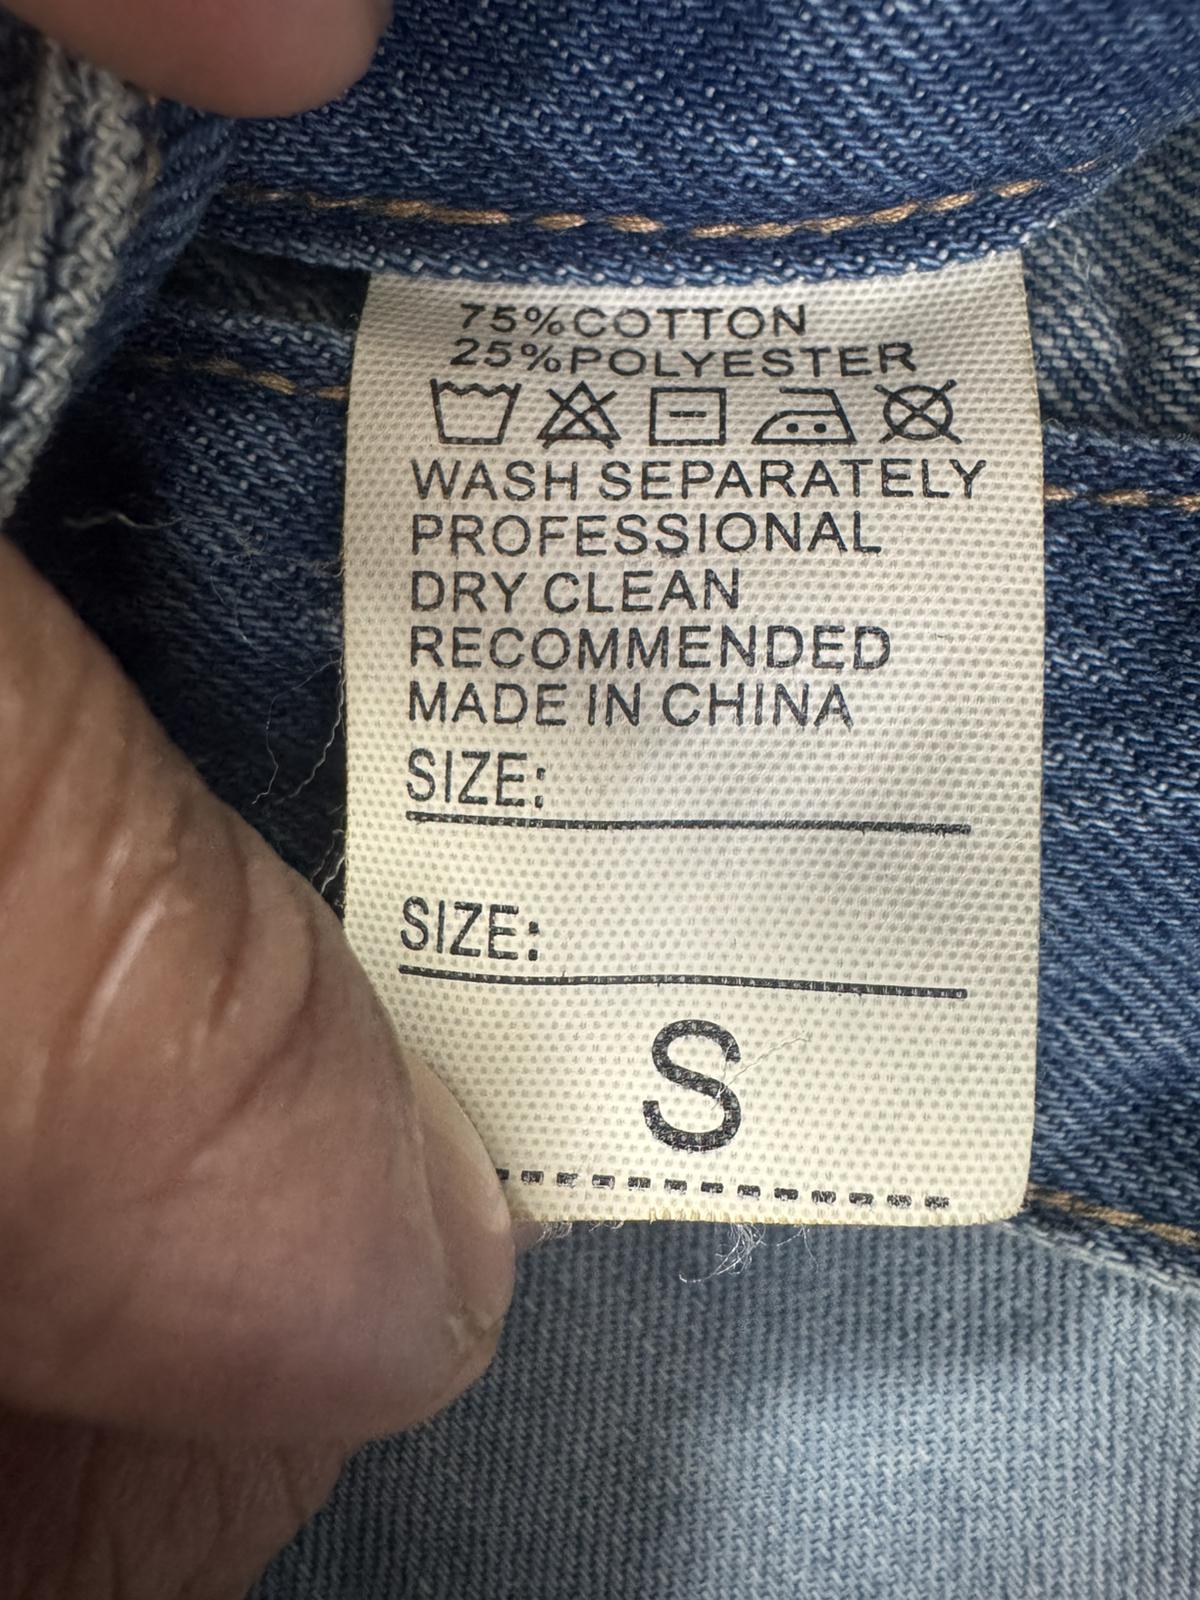 75%COTTON
25%POLYESTER
WASH SEPARATELY
PROFESSIONAL
DRY CLEAN
RECOMMENDED
MADE IN CHINA
SIZE:
SIZE:
S